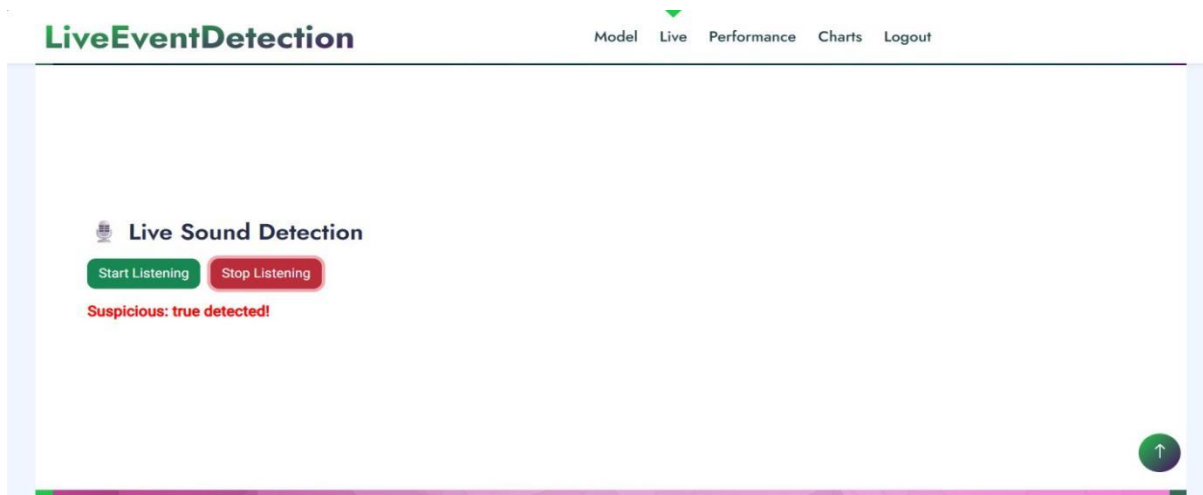 LiveEventDetection
Model Live Performance Charts Logout
Live Sound Detection
Start Listening Stop Listening
Suspicious: true detected!